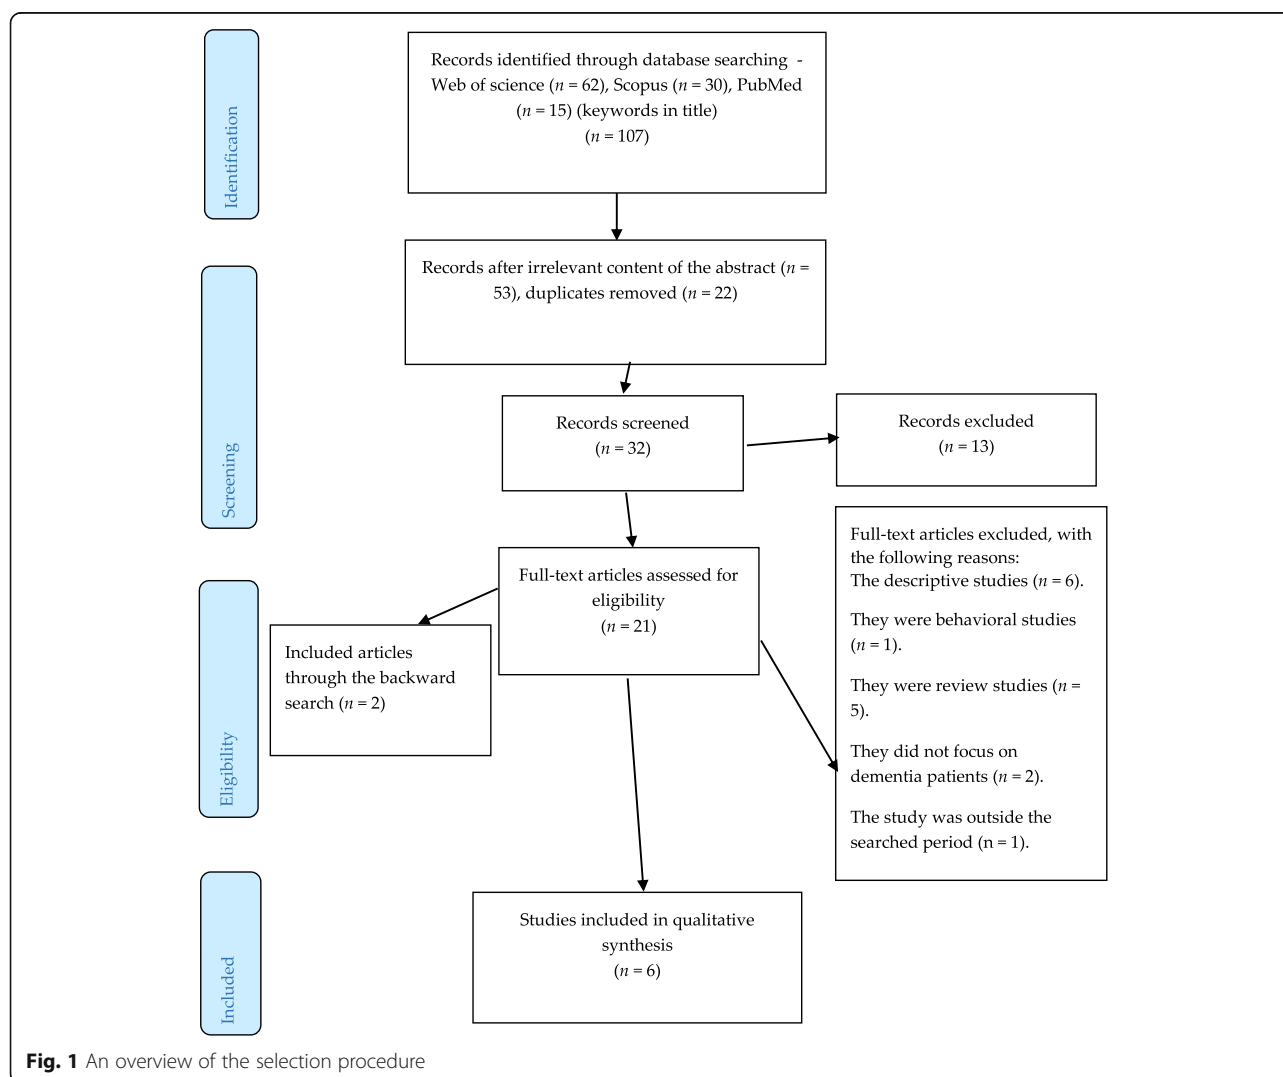 Identification
Records identified through database searching -
Web of science (n = 62), Scopus (n = 30), PubMed
(n = 15) (keywords in title)
(n = 107)
Screening
Records after irrelevant content of the abstract (n =
53), duplicates removed (n = 22)
Records screened
(n = 32)
Records excluded
(n = 13)
Eligibility
Full-text articles assessed for
eligibility
(n = 21)
Included articles
through the backward
search (n = 2)
Full-text articles excluded, with
the following reasons:
The descriptive studies (n = 6).
They were behavioral studies
(n = 1).
They were review studies (n =
5).
They did not focus on
dementia patients (n = 2).
The study was outside the
searched period (n = 1).
Included
Studies included in qualitative
synthesis
(n = 6)
Fig. 1 An overview of the selection procedure